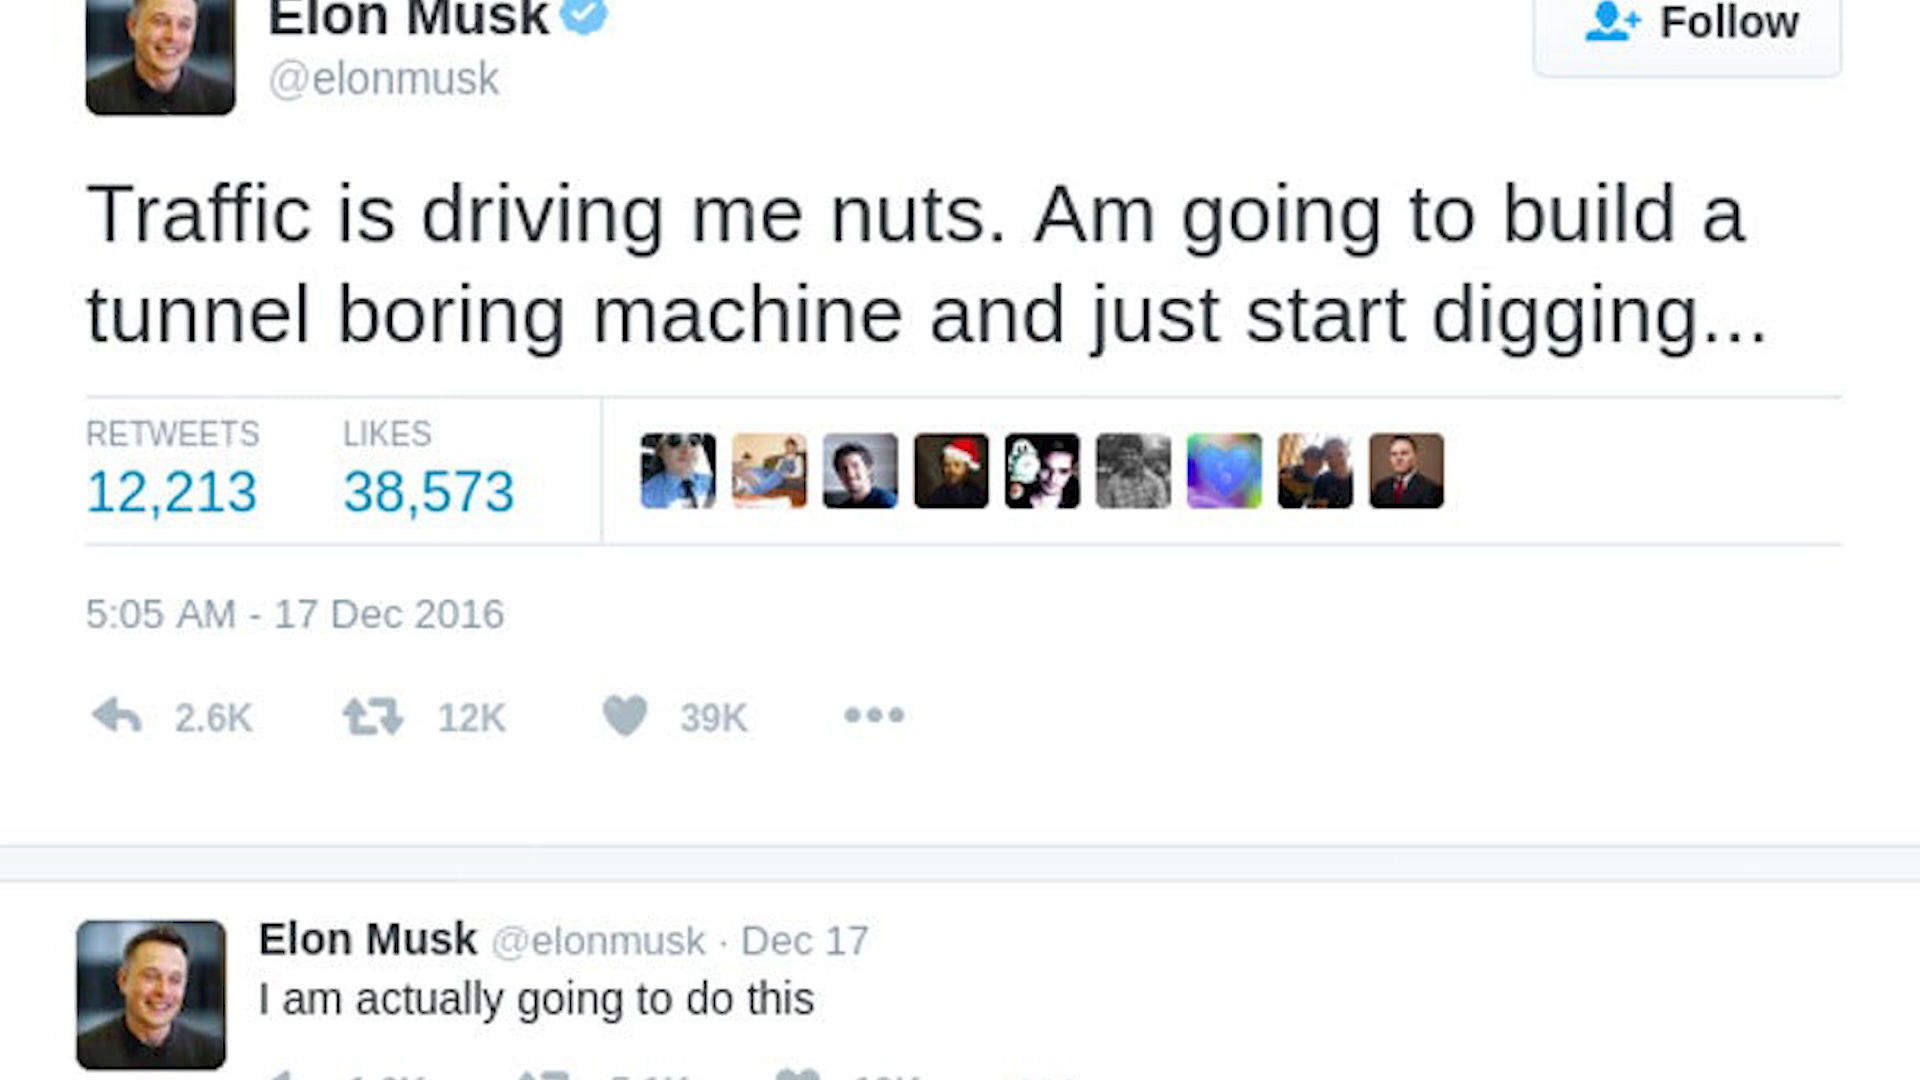 Elon Musk
@elonmusk
Follow
Traffic is driving me nuts. Am going to build a
tunnel boring machine and just start digging...
RETWEETS LIKES
12,213 38,573
5:05 AM - 17 Dec 2016
2.6K 12K 39K
Elon Musk @elonmusk · Dec 17
I am actually going to do this